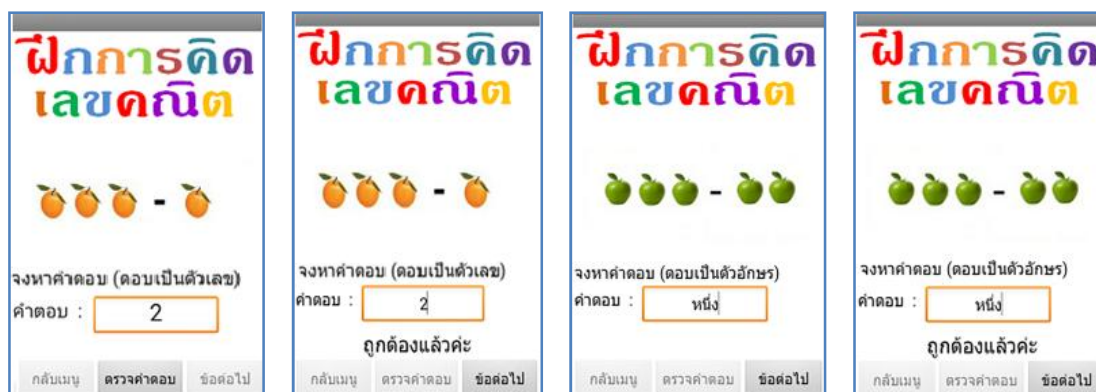 ฝึกการคิด
เลขคณิต
-
จงหาคำตอบ (ตอบเป็นตัวเลข)
คำตอบ : 2
กลับเมนู ตรวจคำตอบ ข้อต่อไป
ฝึกการคิด
เลขคณิต
-
จงหาคำตอบ (ตอบเป็นตัวเลข)
คำตอบ : 2
ถูกต้องแล้วค่ะ
กลับเมนู ตรวจคำตอบ ข้อต่อไป
ฝึกการคิด
เลขคณิต
-
จงหาคำตอบ (ตอบเป็นตัวอักษร)
คำตอบ : หนึ่ง
กลับเมนู ตรวจคำตอบ ข้อต่อไป
ฝึกการคิด
เลขคณิต
-
จงหาคำตอบ (ตอบเป็นตัวอักษร)
คำตอบ : หนึ่ง
ถูกต้องแล้วค่ะ
กลับเมนู ตรวจคำตอบ ข้อต่อไป